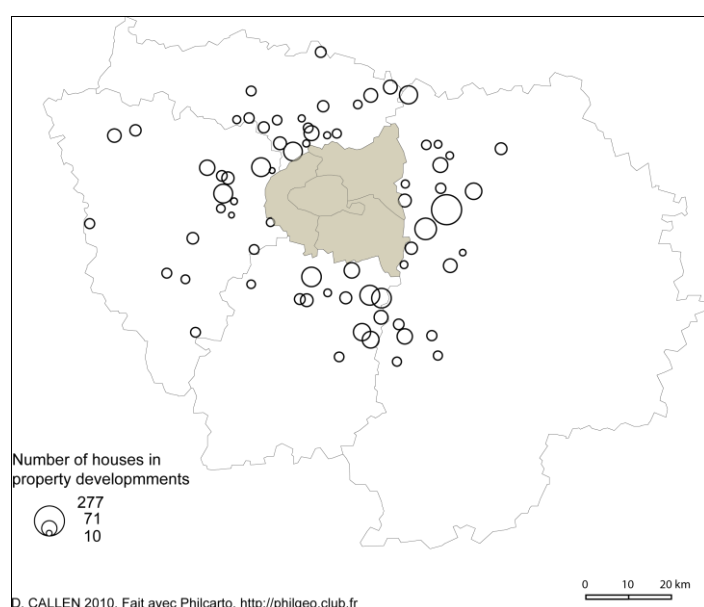 Number of houses in
property developmments
277
71
10
0 10 20 km
D. CALLEN 2010. Fait avec Philcarto. http://philgeo.club.fr